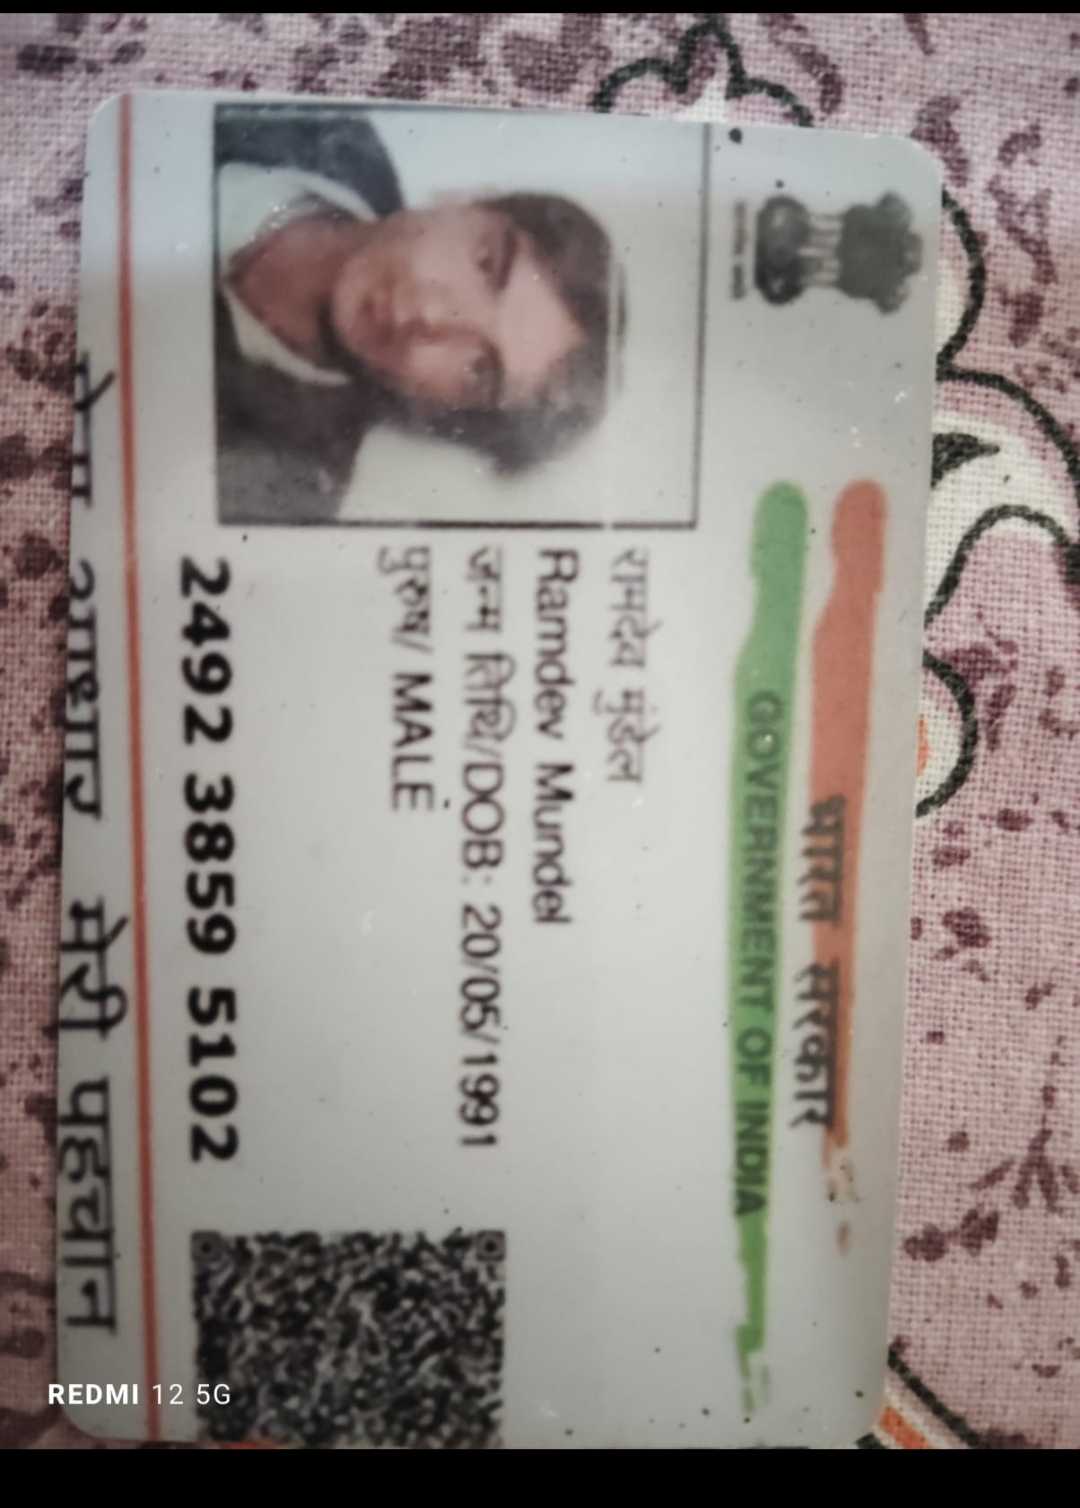 भारत सरकार
GOVERNMENT OF INDIA
रामदेव मुंडेल
Ramdev Mundel
जन्म तिथि/DOB: 20/05/1991
पुरुष/ MALE
2492 3859 5102
मेरी पहचान
REDMI 12 5G